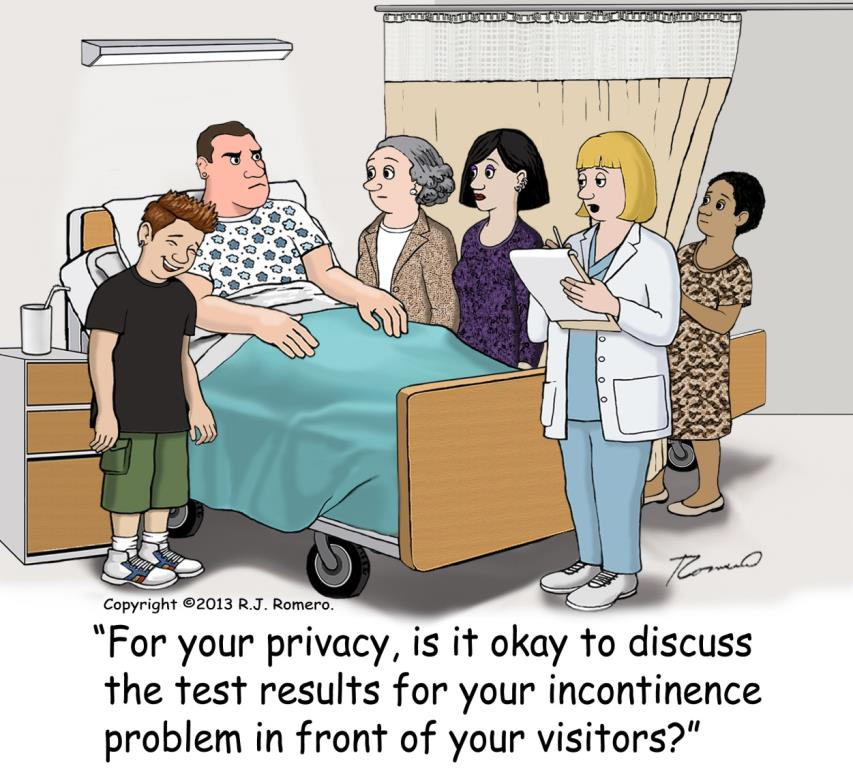 Romero
Copyright ©2013 R.J. Romero.
“For your privacy, is it okay to discuss
the test results for your incontinence
problem in front of your visitors?”